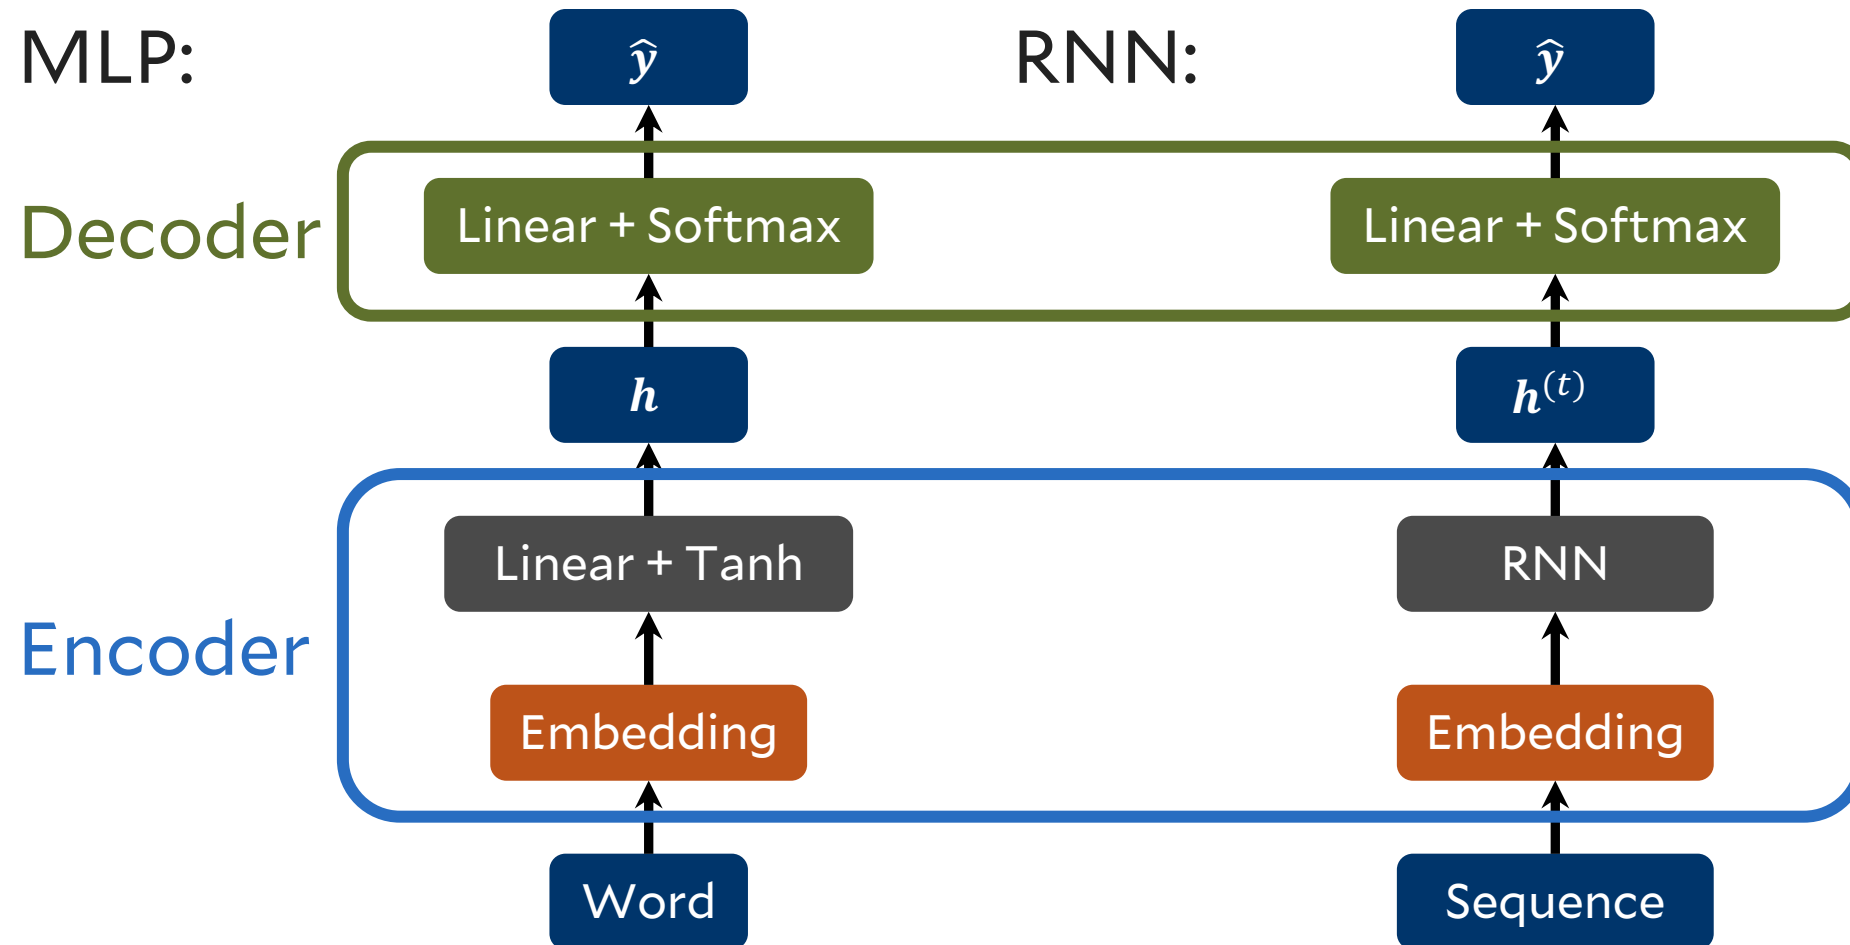 MLP:
ŷ
RNN:
ŷ
Decoder
Linear + Softmax
Linear + Softmax
h
h^(t)
Encoder
Linear + Tanh
RNN
Embedding
Embedding
Word
Sequence